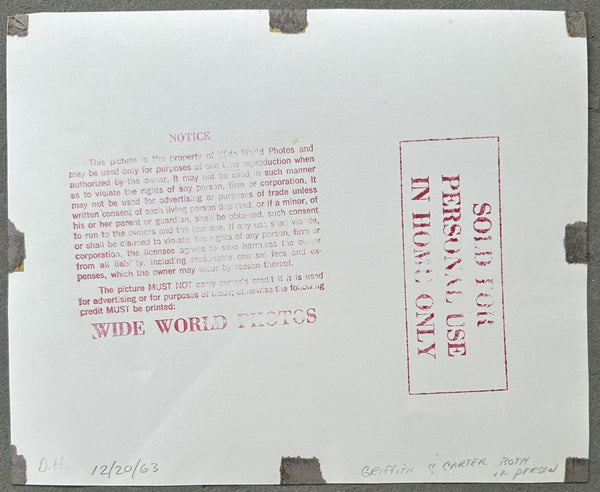 NOTICE
This picture is the property of Wide World Photos and
may be used only for purposes of one time reproduction when
authorized by the owner. It may not be used in such manner
as to violate the rights of any person, firm or corporation. It
may not be used for advertising or purposes of trade unless
written consent of each living person depicted, or if a minor, of
his or her parent or guardian, shall be obtained, such consent
to run to the owners and the licensee. If any use shall violate,
or shall be claimed to violate the rights of any person, firm or
corporation, the licensee agrees to save harmless the owner
from all liability, including reasonable counsel fees and ex-
penses, which the owner may incur by reason thereof.
The picture MUST NOT carry owner's credit if it is used
for advertising or for purposes of trade, otherwise the following
credit MUST be printed:
WIDE WORLD PHOTOS
SOLD FOR
PERSONAL USE
IN HOME ONLY
D.H. 12/20/63
Griffith & CARTER BOTH
in person